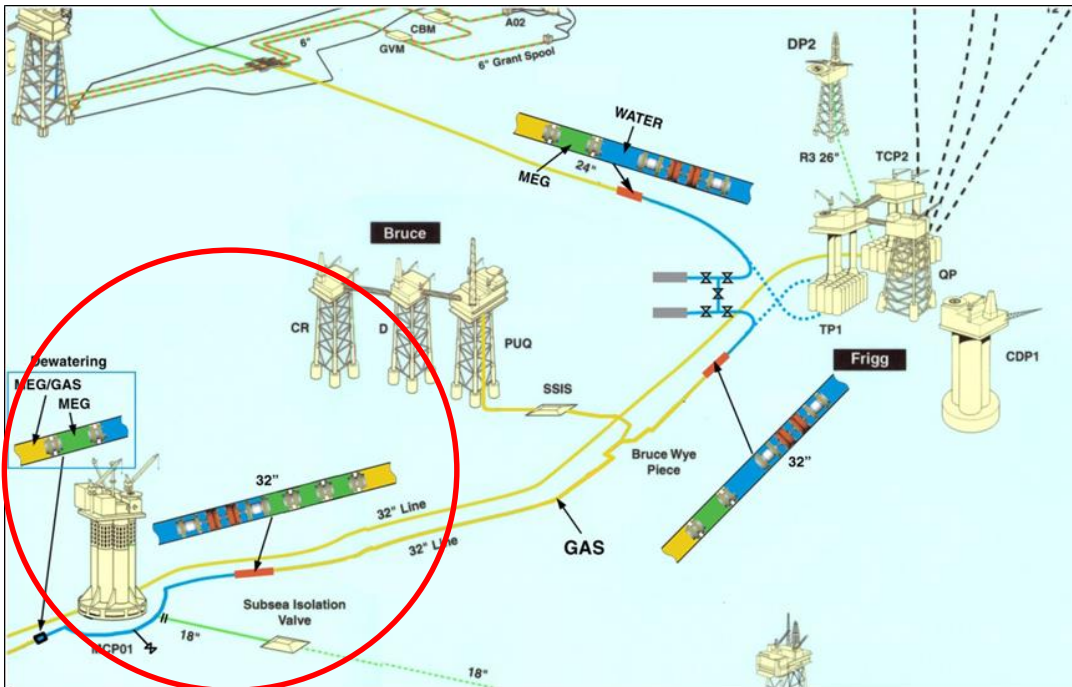 CBM
A02
GVM
6"
6" Grant Spool
12
DP2
WATER
MEG
24"
R3 26"
TCP2
Bruce
QP
TP1
CR
D
PUQ
CDP1
Frigg
Dewatering
MEG/GAS
MEG
SSIS
Bruce Wye
Piece
32"
32"
32" Line
32" Line
GAS
Subsea Isolation
Valve
18"
MCP01
18"